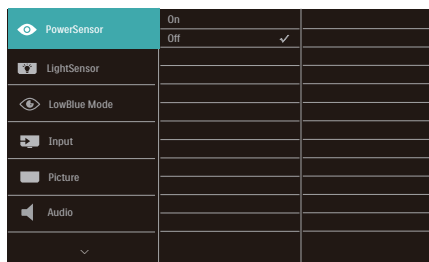 PowerSensor
On
Off
LightSensor
LowBlue Mode
Input
Picture
Audio